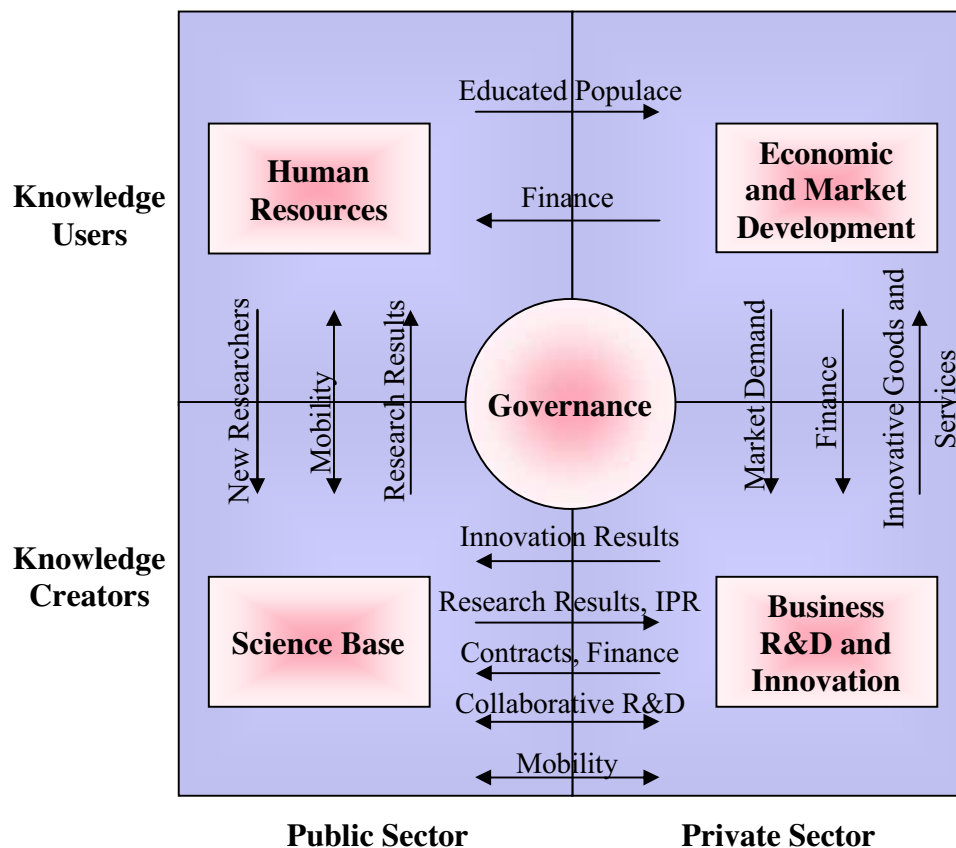 Educated Populace
Human
Resources
Economic
and Market
Development
Knowledge
Users
Finance
New Researchers
Mobility
Research Results
Governance
Market Demand
Finance
Innovative Goods and
Services
Knowledge
Creators
Innovation Results
Science Base
Research Results, IPR
Contracts, Finance
Collaborative R&D
Mobility
Business
R&D and
Innovation
Public Sector
Private Sector